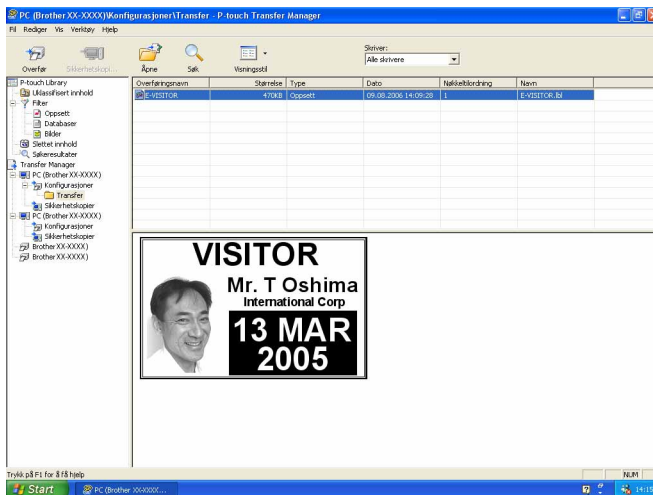 PC (Brother XX-XXXX)\Konfigurasjoner\Transfer - P-touch Transfer Manager
Fil Rediger Vis Verktøy Hjelp
Overfør Sikkerhetskopi... Åpne Søk Visningsstil
Skriver:
Alle skrivere
P-touch Library
Uklassifisert innhold
Filter
Oppsett
Databaser
Bilder
Slettet innhold
Søkeresultater
Transfer Manager
PC (Brother XX-XXXX)
Konfigurasjoner
Transfer
Sikkerhetskopier
PC (Brother XX-XXXX)
Konfigurasjoner
Sikkerhetskopier
Brother XX-XXXX)
Brother XX-XXXX)
Overføringsnavn Størrelse Type Dato Nøkkeltilordning Navn
E-VISITOR 470KB Oppsett 09.08.2006 14:09:28 1 E-VISITOR.lbl
VISITOR
Mr. T Oshima
International Corp
13 MAR
2005
Trykk på F1 for å få hjelp
NUM
Start PC (Brother XX-XXXX... 14:15